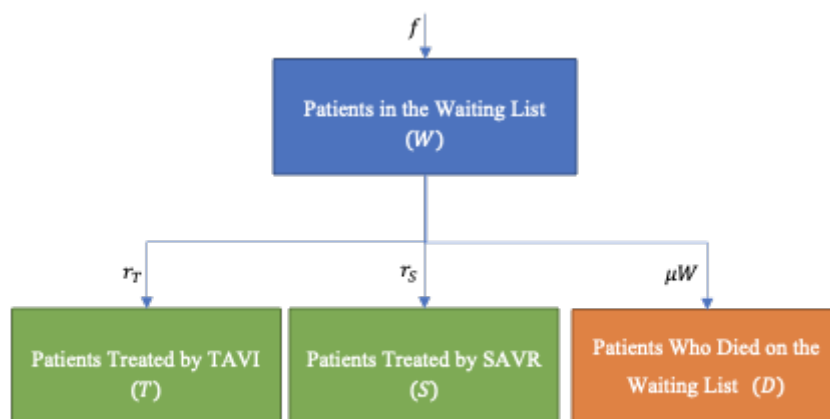 f
Patients in the Waiting List
(W)
r_T
r_S
μW
Patients Treated by TAVI
(T)
Patients Treated by SAVR
(S)
Patients Who Died on the
Waiting List (D)